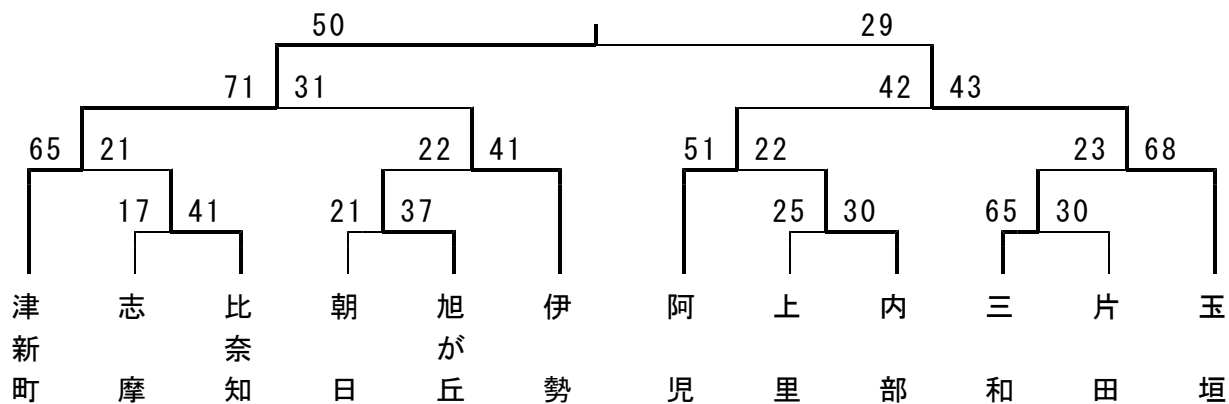 50 29
71 31 42 43
65 21 22 41 51 22 23 68
17 41 21 37 25 30 65 30
津新町 志摩 比奈知 朝日 旭が丘 伊勢 阿児 上里 内部 三和 片田 玉垣